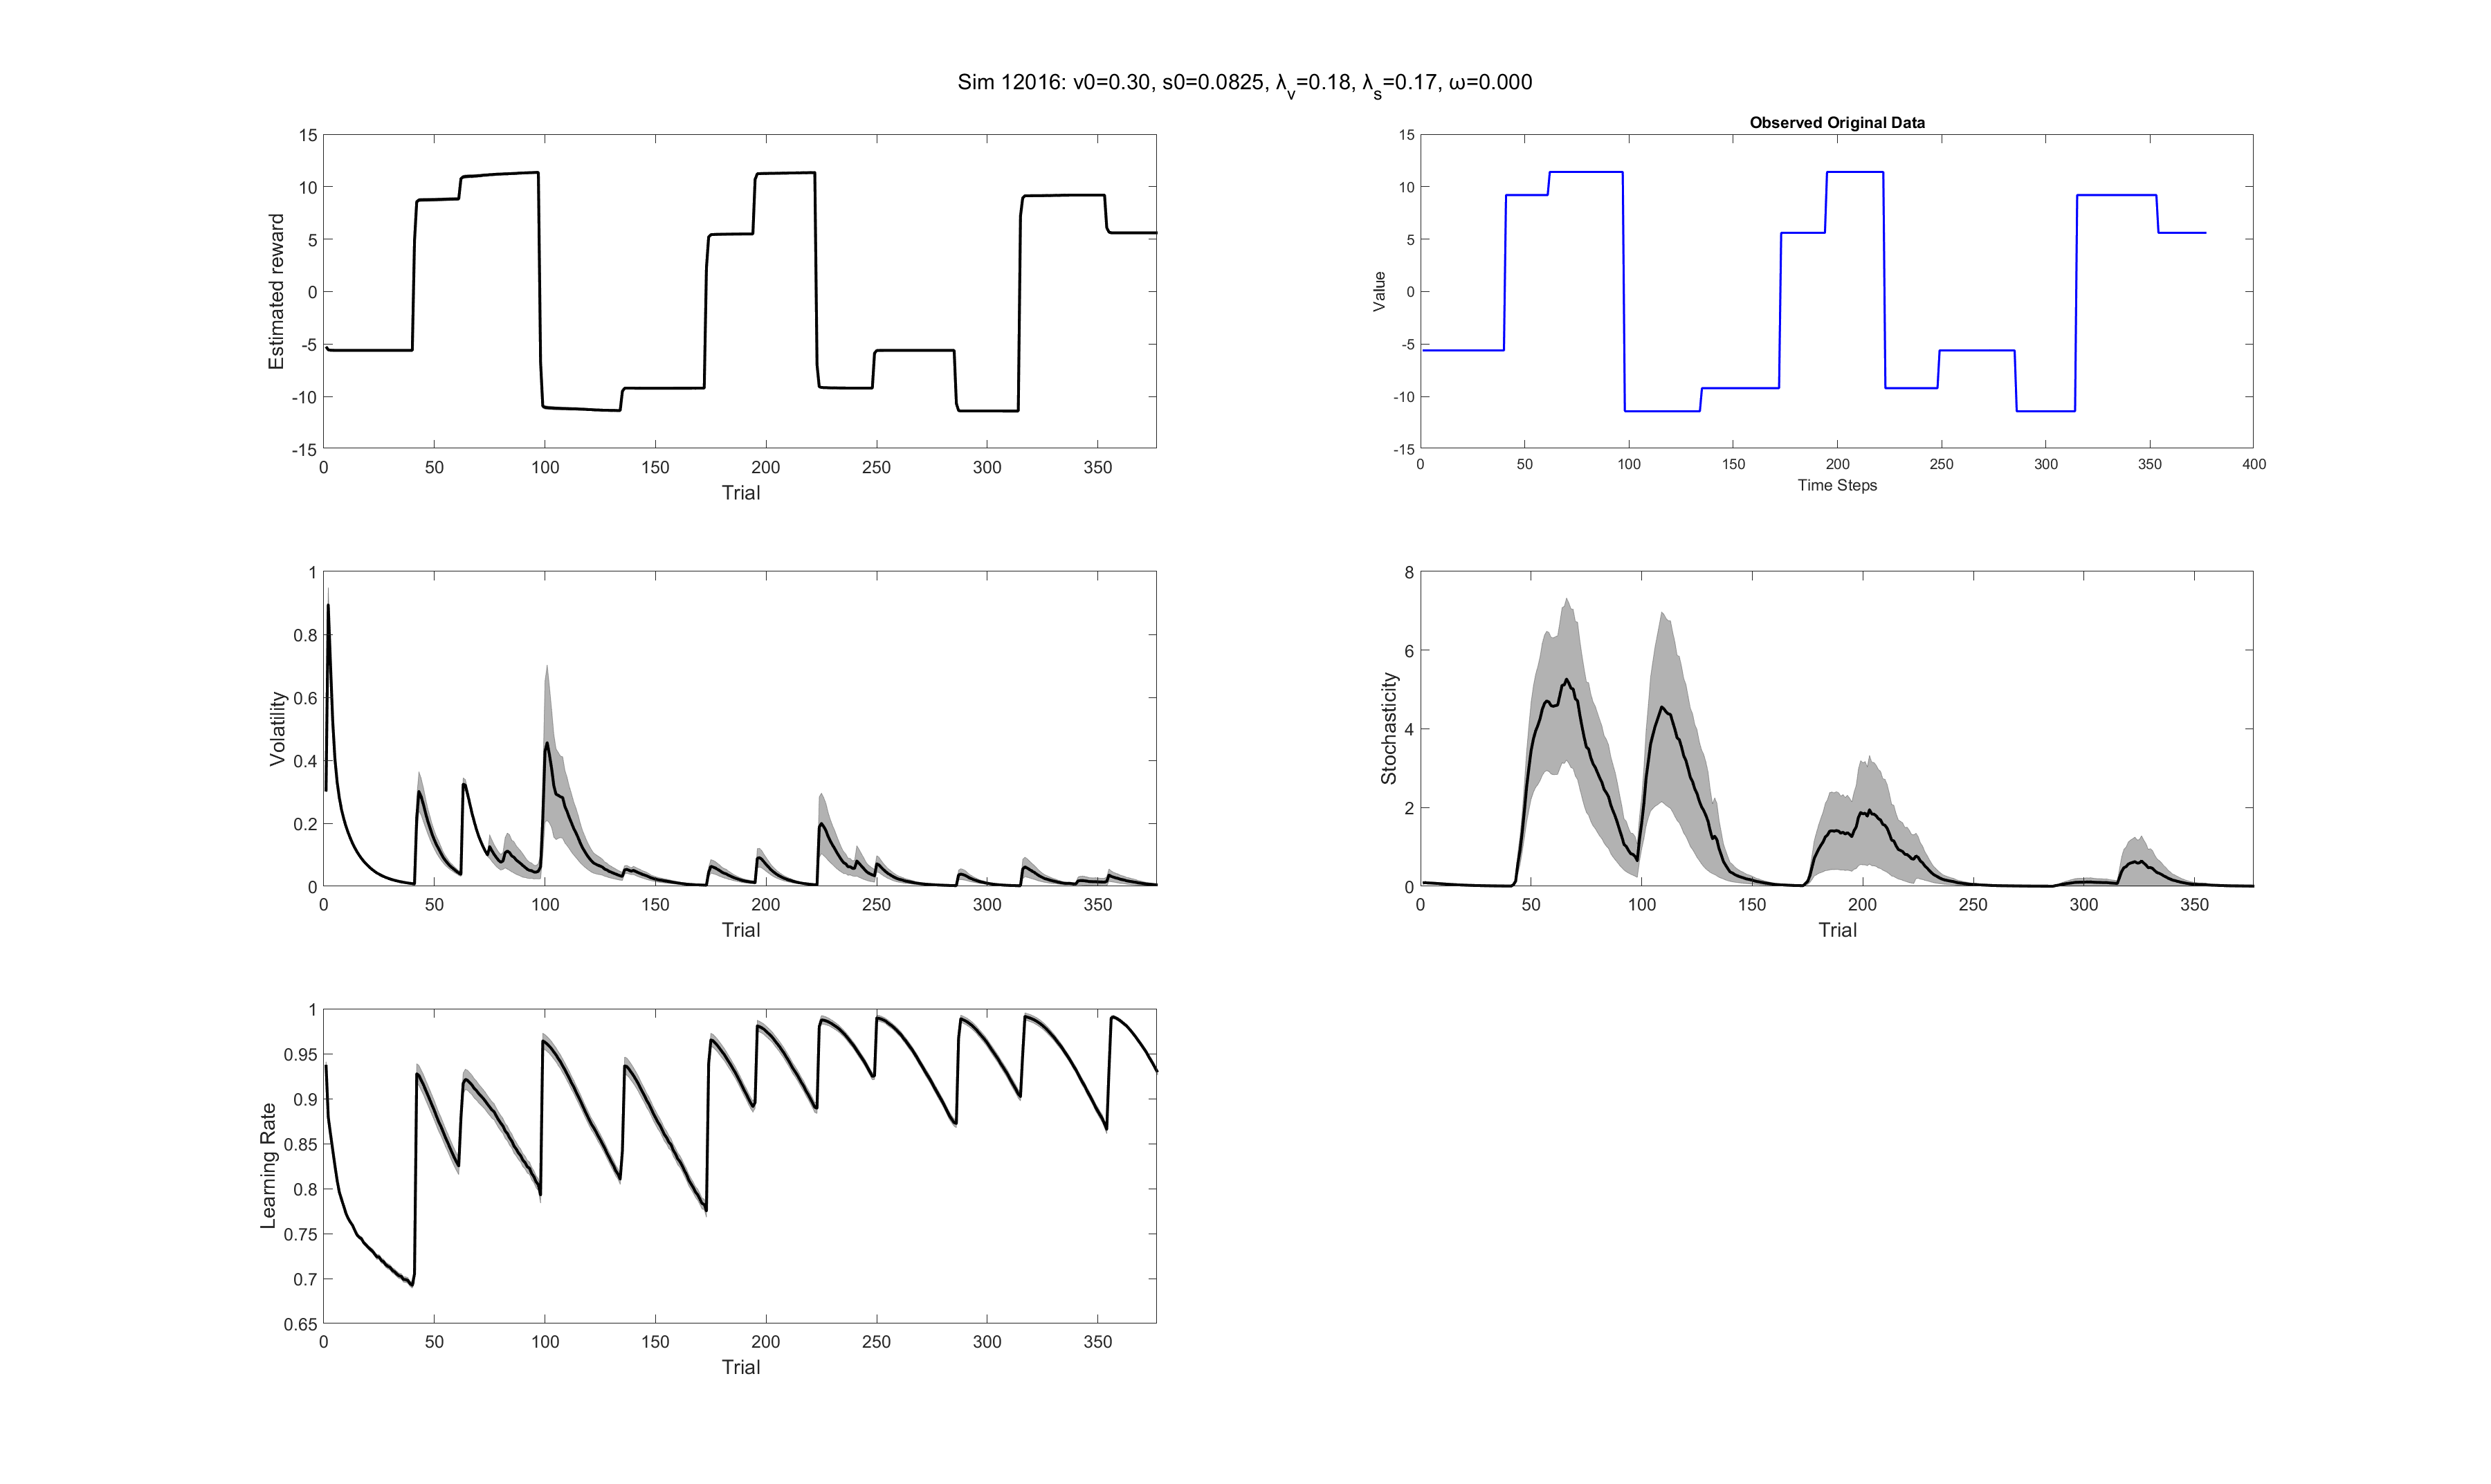 Sim 12016: v0=0.30, s0=0.0825, λv=0.18, λs=0.17, ω=0.000
15
10
5
0
-5
-10
-15
0 50 100 150 200 250 300 350
Estimated reward
Trial
Observed Original Data
15
10
5
0
-5
-10
-15
0 50 100 150 200 250 300 350 400
Value
Time Steps
1
0.8
0.6
0.4
0.2
0
0 50 100 150 200 250 300 350
Volatility
Trial
8
6
4
2
0
0 50 100 150 200 250 300 350
Stochasticity
Trial
1
0.95
0.9
0.85
0.8
0.75
0.7
0.65
0 50 100 150 200 250 300 350
Learning Rate
Trial